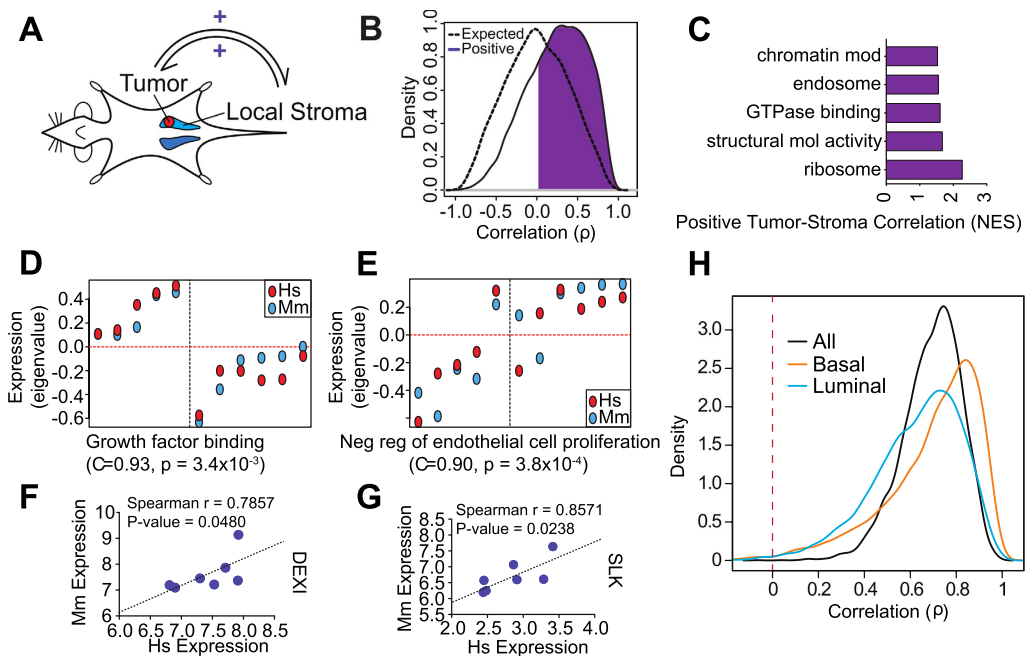 A
+
+
Tumor
Local Stroma
B
Expected
Positive
Density
0.0 0.2 0.4 0.6 0.8 1.0
-1.0 -0.5 0.0 0.5 1.0
Correlation (ρ)
C
chromatin mod
endosome
GTPase binding
structural mol activity
ribosome
0 1 2 3
Positive Tumor-Stroma Correlation (NES)
D
Hs
Mm
Expression
(eigenvalue)
0.4
0.2
0.0
-0.2
-0.4
-0.6
Growth factor binding
(C=0.93, p = 3.4x10-3)
E
Expression
(eigenvalue)
0.2
0.0
-0.2
-0.4
Hs
Mm
Neg reg of endothelial cell proliferation
(C=0.90, p = 3.8x10-4)
F
Spearman r = 0.7857
P-value = 0.0480
Mm Expression
10
9
8
7
6
6.0 6.5 7.0 7.5 8.0 8.5
Hs Expression
DEXI
G
Spearman r = 0.8571
P-value = 0.0238
Mm Expression
8.5
8.0
7.5
7.0
6.5
6.0
5.5
2.0 2.5 3.0 3.5 4.0
Hs Expression
SLK
H
All
Basal
Luminal
Density
3.0
2.5
2.0
1.5
1.0
0.5
0
0 0.2 0.4 0.6 0.8 1
Correlation (ρ)